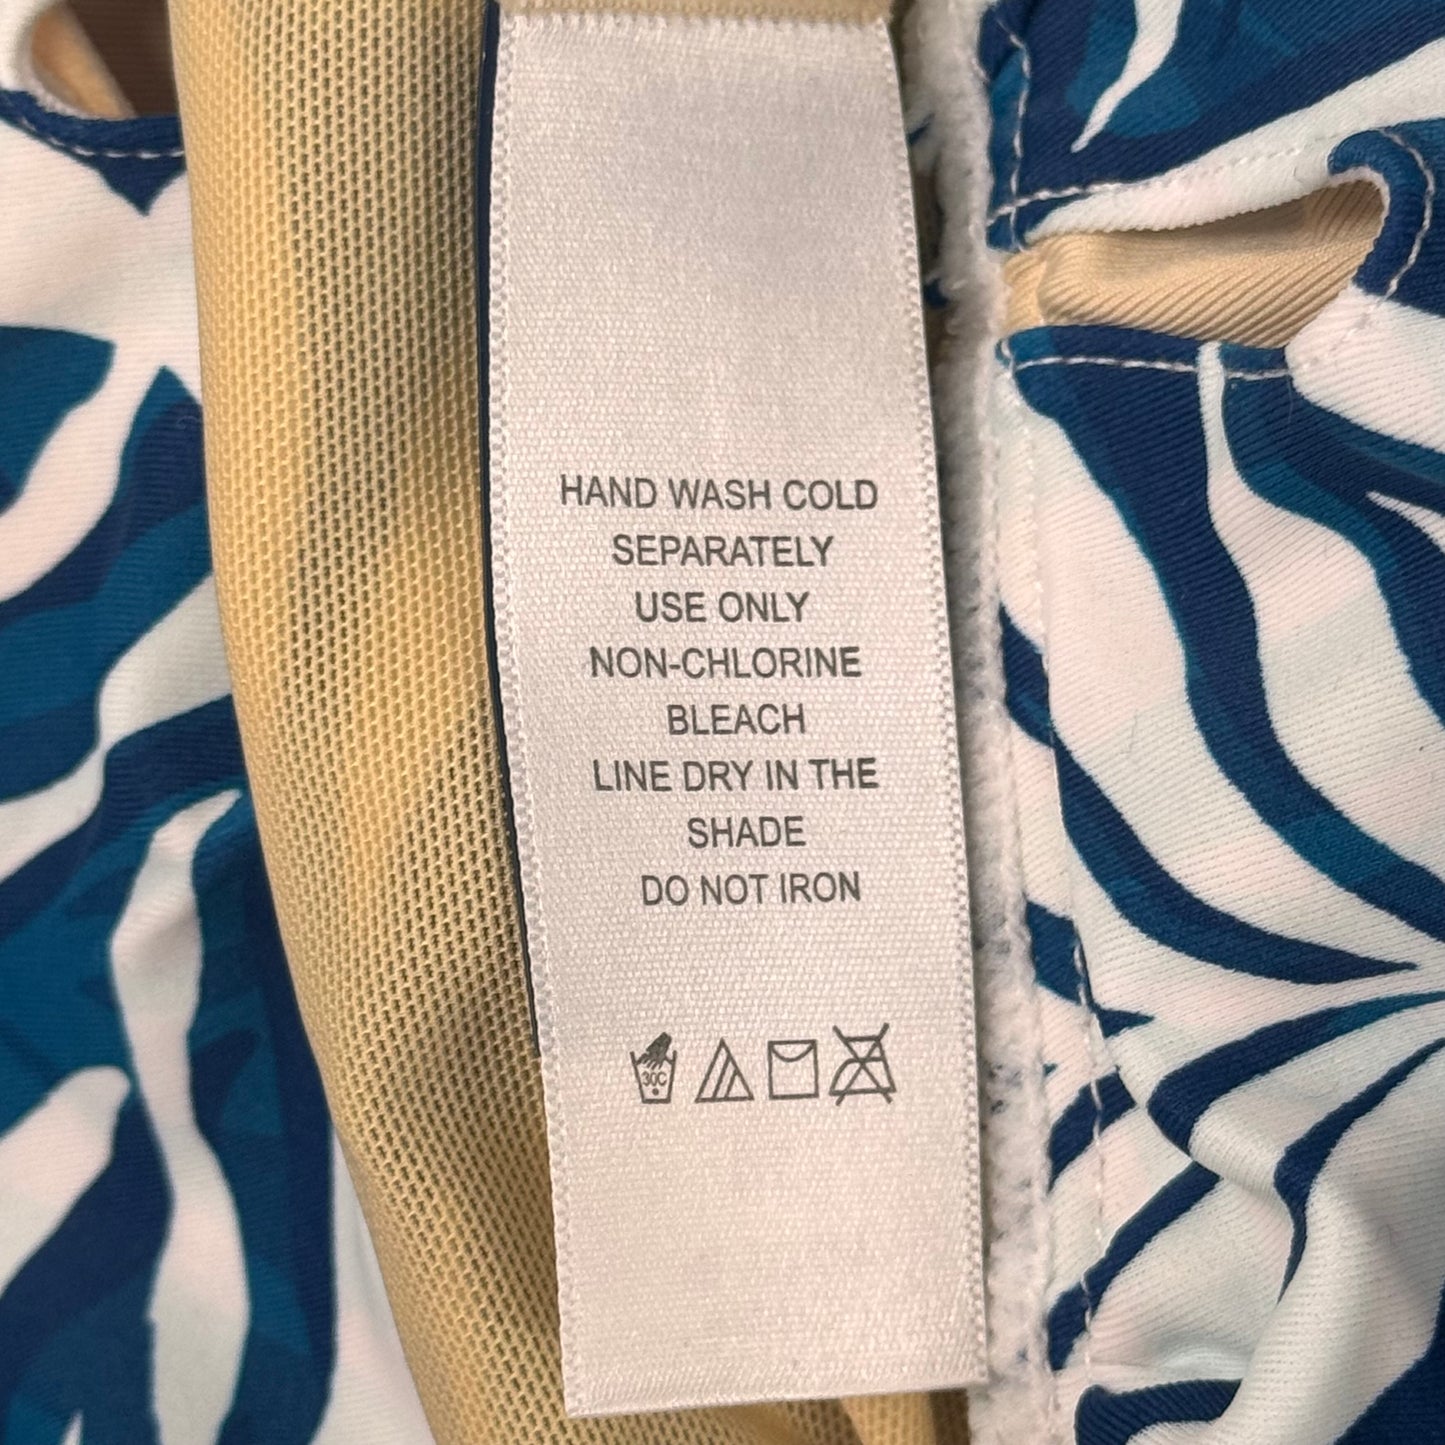 HAND WASH COLD
SEPARATELY
USE ONLY
NON-CHLORINE
BLEACH
LINE DRY IN THE
SHADE
DO NOT IRON
30C